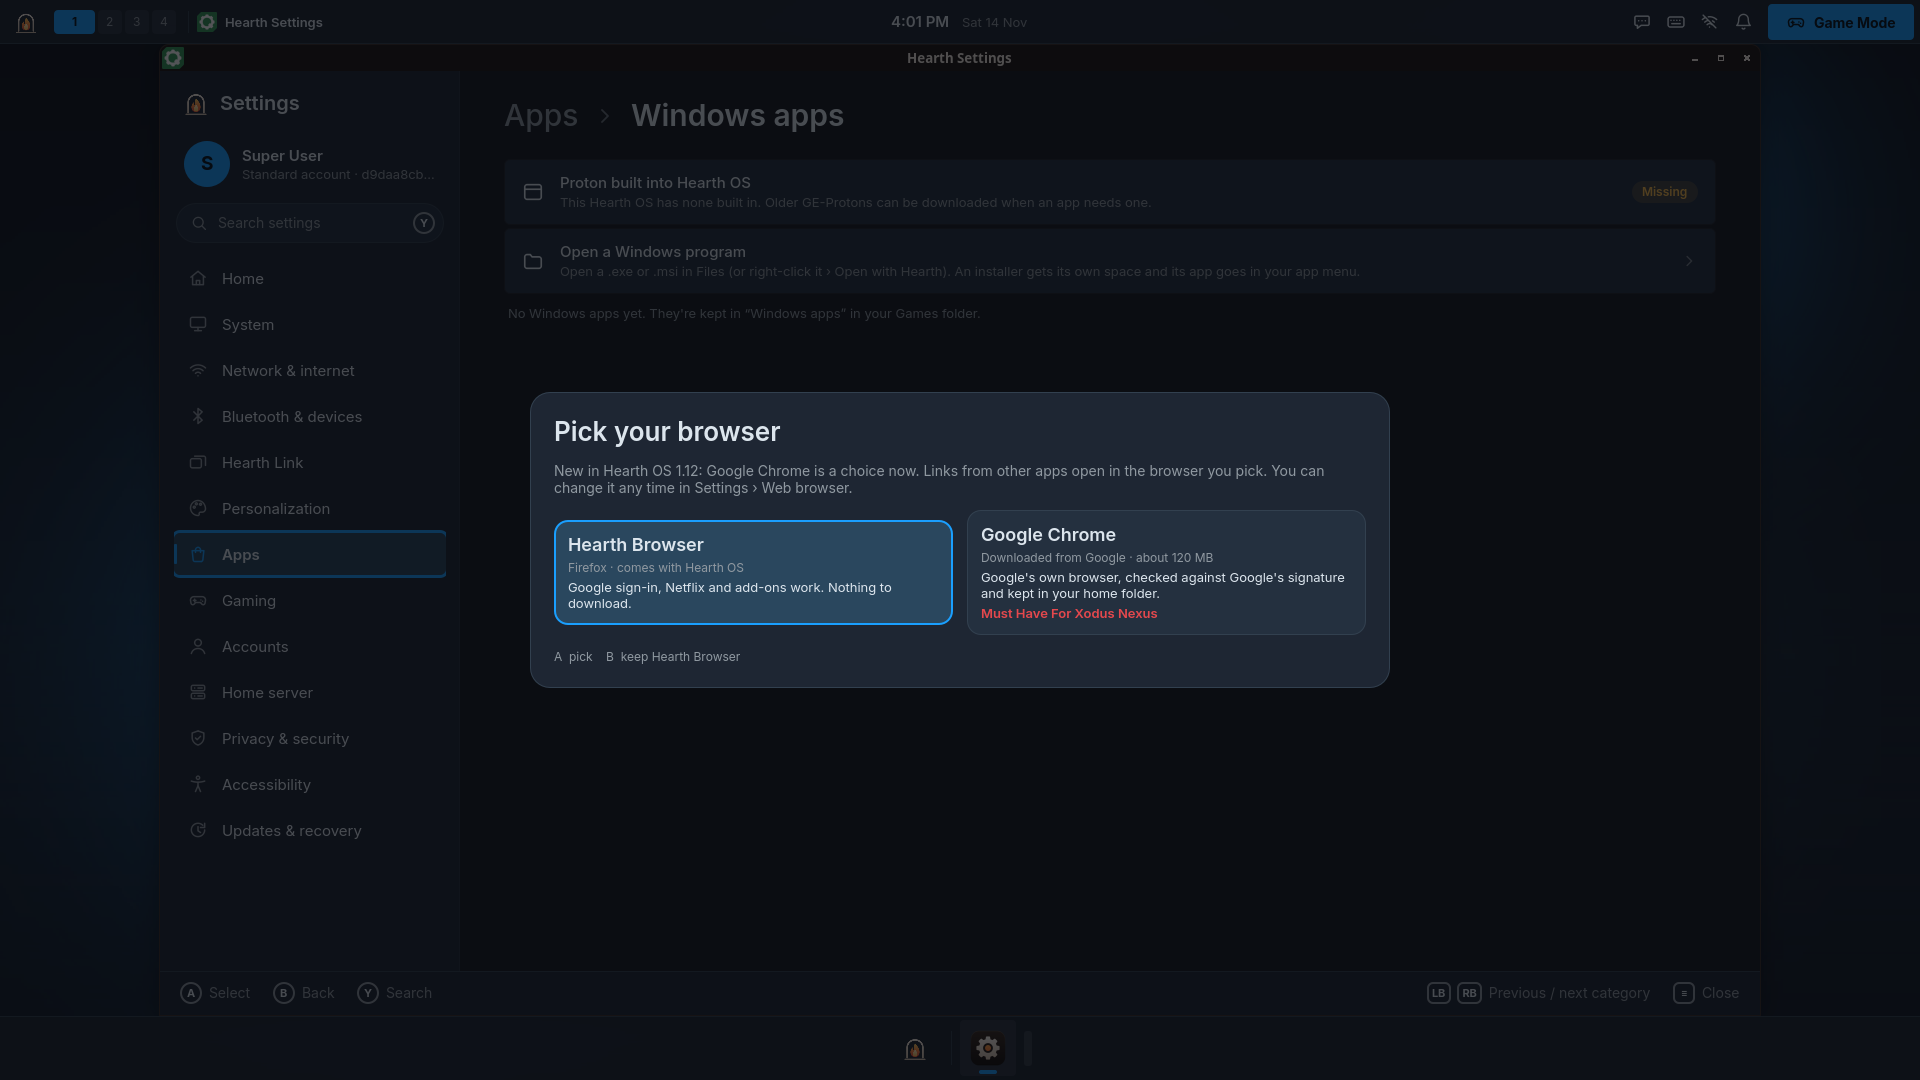 1 2 3 4 Hearth Settings
4:01 PM Sat 14 Nov
Game Mode
Hearth Settings
Settings
S
Super User
Standard account · d9daa8cb...
Search settings Y
Home
System
Network & internet
Bluetooth & devices
Hearth Link
Personalization
Apps
Gaming
Accounts
Home server
Privacy & security
Accessibility
Updates & recovery
Apps › Windows apps
Proton built into Hearth OS
This Hearth OS has none built in. Older GE-Protons can be downloaded when an app needs one.
Missing
Open a Windows program
Open a .exe or .msi in Files (or right-click it › Open with Hearth). An installer gets its own space and its app goes in your app menu.
No Windows apps yet. They're kept in “Windows apps” in your Games folder.
Pick your browser
New in Hearth OS 1.12: Google Chrome is a choice now. Links from other apps open in the browser you pick. You can
change it any time in Settings › Web browser.
Hearth Browser
Firefox · comes with Hearth OS
Google sign-in, Netflix and add-ons work. Nothing to
download.
Google Chrome
Downloaded from Google · about 120 MB
Google's own browser, checked against Google's signature
and kept in your home folder.
Must Have For Xodus Nexus
A pick B keep Hearth Browser
A Select B Back Y Search
LB RB Previous / next category ≡ Close